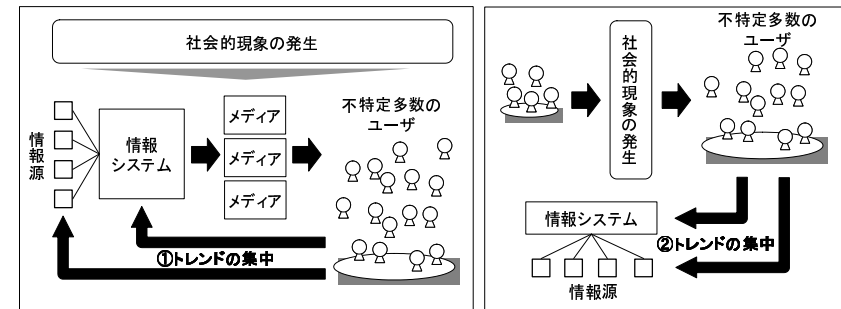 社会的現象の発生
情報源
情報
システム
メディア
メディア
メディア
不特定多数の
ユーザ
①トレンドの集中
社会的現象の発生
不特定多数の
ユーザ
情報システム
②トレンドの集中
情報源